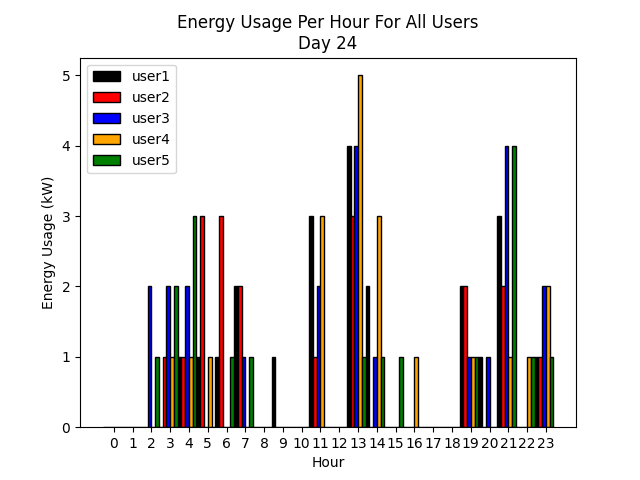 Energy Usage Per Hour For All Users
Day 24
user1
user2
user3
user4
user5
Energy Usage (kW)
5
4
3
2
1
0
0 1 2 3 4 5 6 7 8 9 10 11 12 13 14 15 16 17 18 19 20 21 22 23
Hour